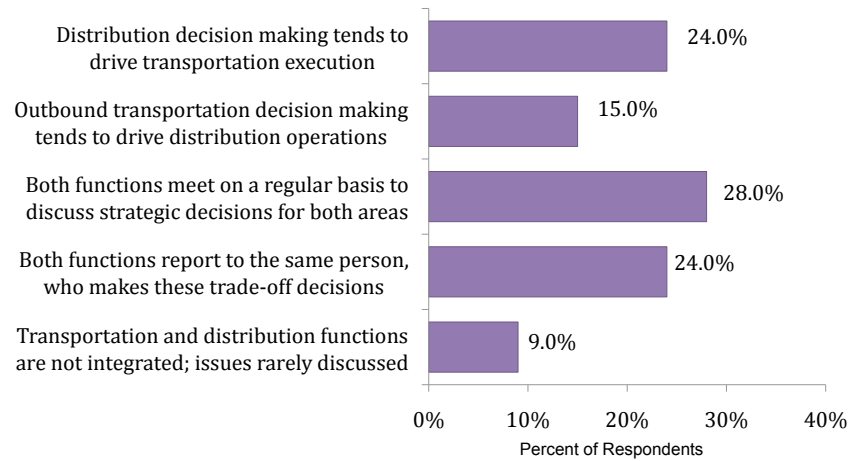 Distribution decision making tends to
drive transportation execution
24.0%
Outbound transportation decision making
tends to drive distribution operations
15.0%
Both functions meet on a regular basis to
discuss strategic decisions for both areas
28.0%
Both functions report to the same person,
who makes these trade-off decisions
24.0%
Transportation and distribution functions
are not integrated; issues rarely discussed
9.0%
0% 10% 20% 30% 40%
Percent of Respondents